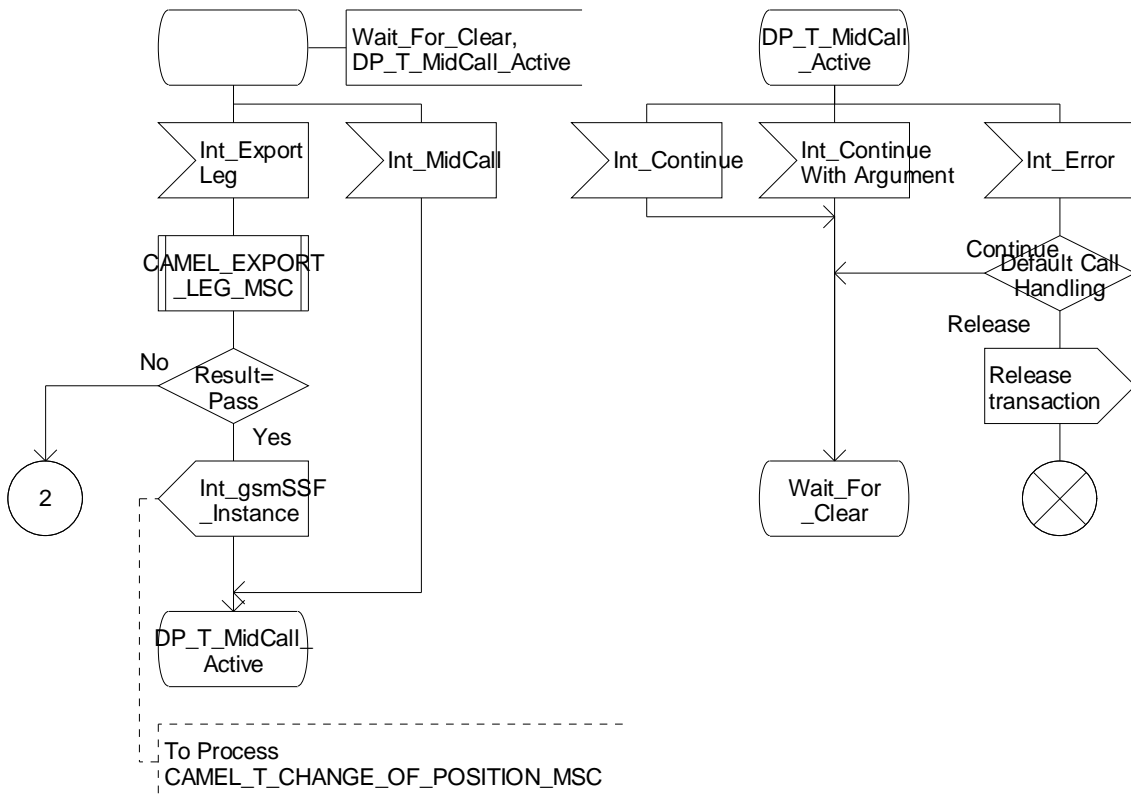 Wait_For_Clear,
DP_T_MidCall_Active
Int_Export
Leg
Int_MidCall
CAMEL_EXPORT
_LEG_MSC
No
Result=
Pass
Yes
2
Int_gsmSSF
_Instance
DP_T_MidCall_
Active
To Process
CAMEL_T_CHANGE_OF_POSITION_MSC
DP_T_MidCall
_Active
Int_Continue
Int_Continue
With Argument
Int_Error
Continue
Default Call
Handling
Release
Release
transaction
Wait_For
_Clear